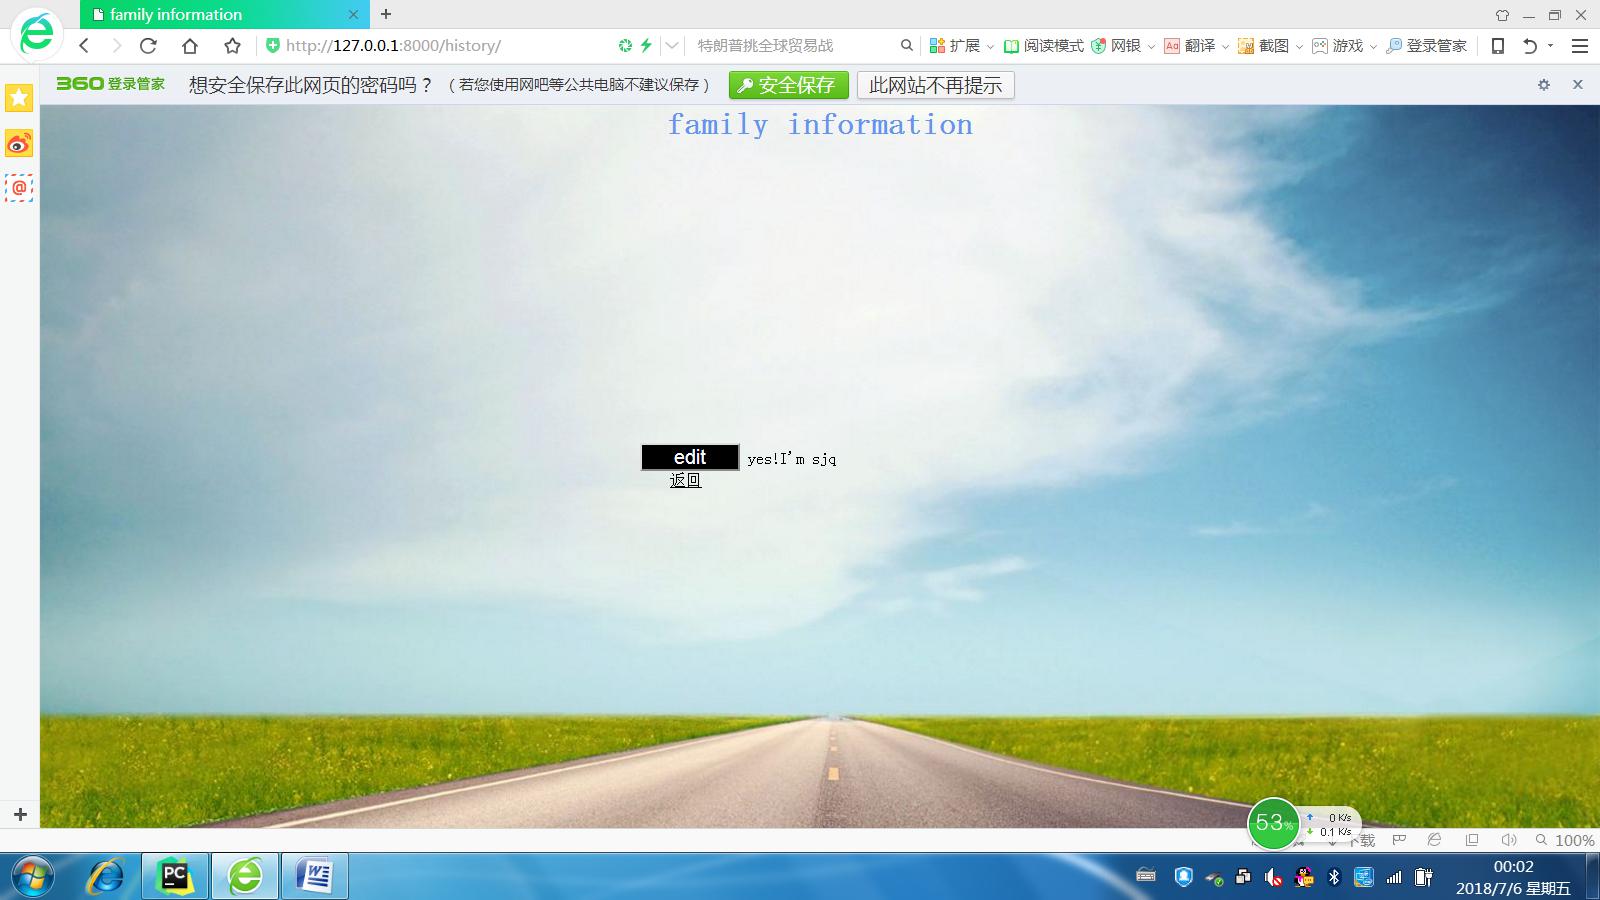 family information
http://127.0.0.1:8000/history/
特朗普挑全球贸易战
扩展
阅读模式
网银
翻译
截图
游戏
登录管家
360登录管家
想安全保存此网页的密码吗？
（若您使用网吧等公共电脑不建议保存）
安全保存
此网站不再提示
family information
edit
yes!I'm sjq
返回
53%
0 K/s
0.1 K/s
下载
100%
PC
00:02
2018/7/6 星期五